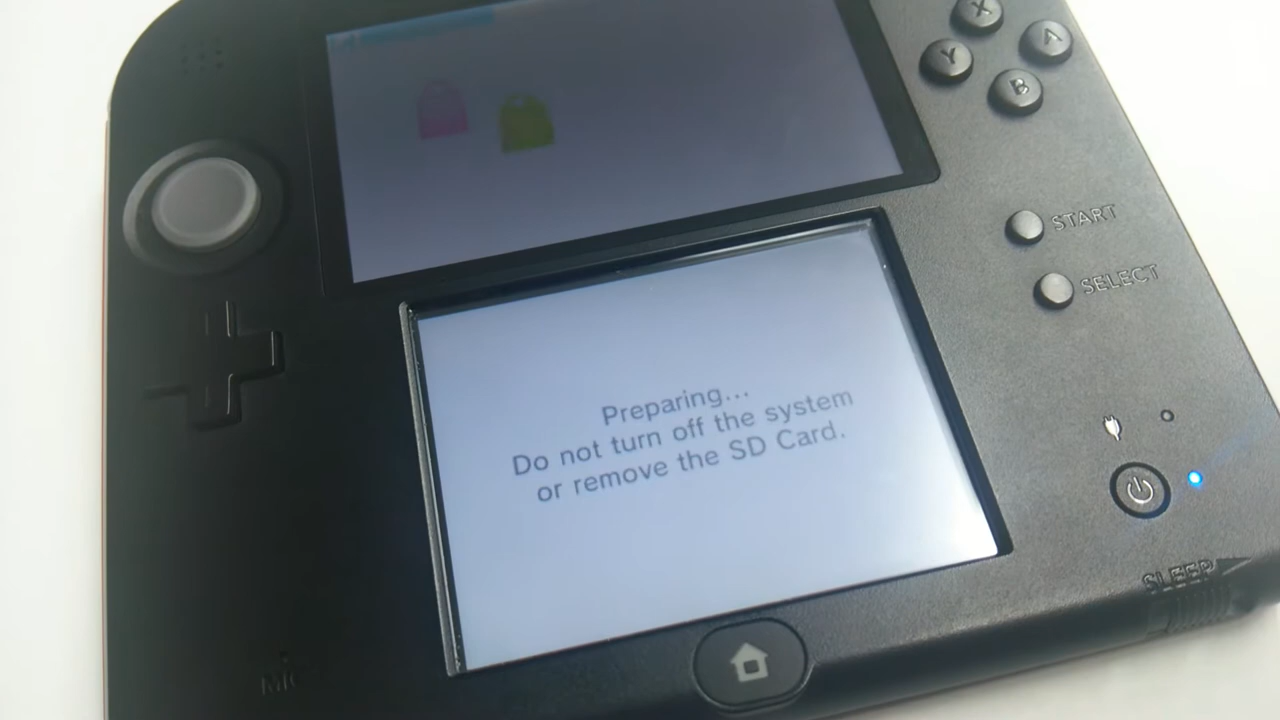 X
Y
A
B
START
SELECT
Preparing...
Do not turn off the system
or remove the SD Card.
SLEEP
MIC